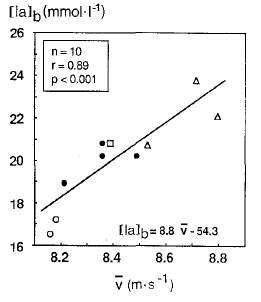 [la]b (mmol·l⁻¹)
26
24
22
20
18
16
n = 10
r = 0.89
p < 0.001
[la]b = 8.8 v̄ - 54.3
8.2 8.4 8.6 8.8
v̄ (m·s⁻¹)